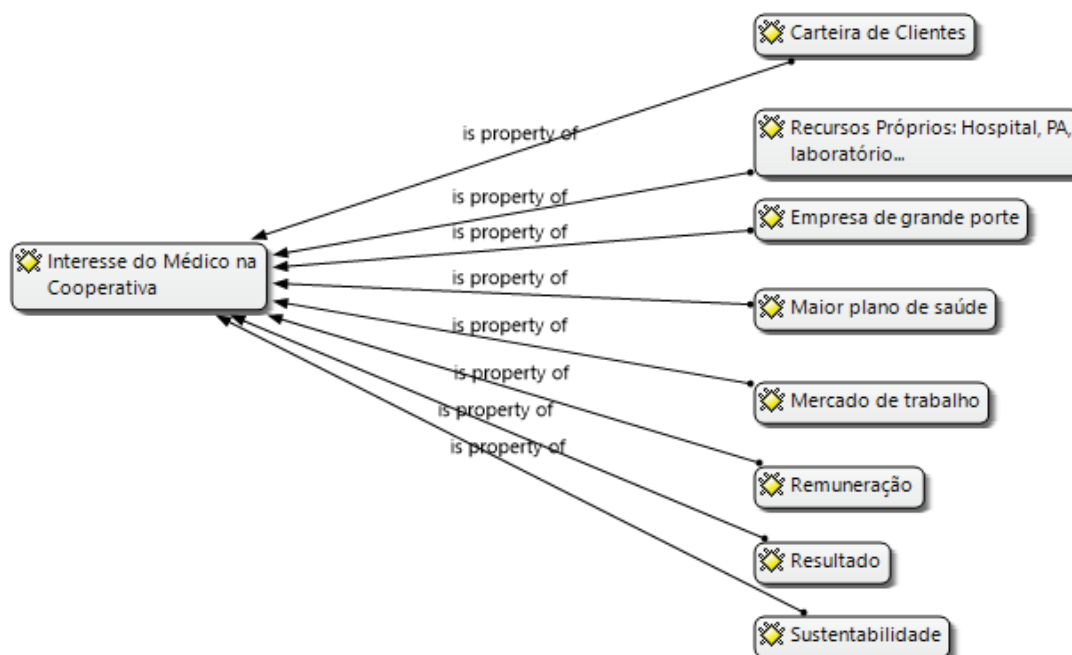 Carteira de Clientes
is property of
Recursos Próprios: Hospital, PA,
laboratório...
is property of
Empresa de grande porte
is property of
Interesse do Médico na
Cooperativa
is property of
Maior plano de saúde
is property of
Mercado de trabalho
is property of
is property of
is property of
Remuneração
Resultado
Sustentabilidade